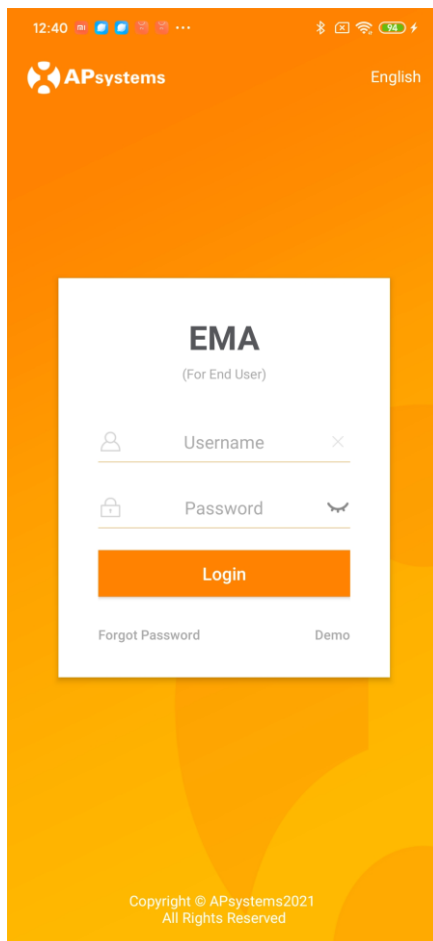 12:40
94
APsystems
English
EMA
(For End User)
Username
Password
Login
Forgot Password
Demo
Copyright © APsystems2021
All Rights Reserved